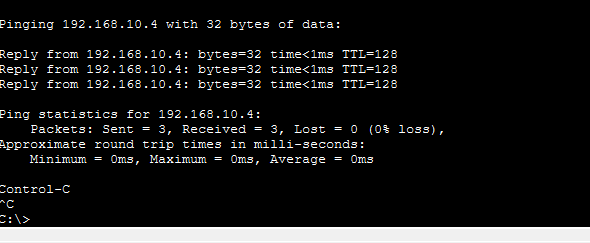 Pinging 192.168.10.4 with 32 bytes of data:
Reply from 192.168.10.4: bytes=32 time<1ms TTL=128
Reply from 192.168.10.4: bytes=32 time<1ms TTL=128
Reply from 192.168.10.4: bytes=32 time<1ms TTL=128
Ping statistics for 192.168.10.4:
Packets: Sent = 3, Received = 3, Lost = 0 (0% loss),
Approximate round trip times in milli-seconds:
Minimum = 0ms, Maximum = 0ms, Average = 0ms
Control-C
^C
C:\>